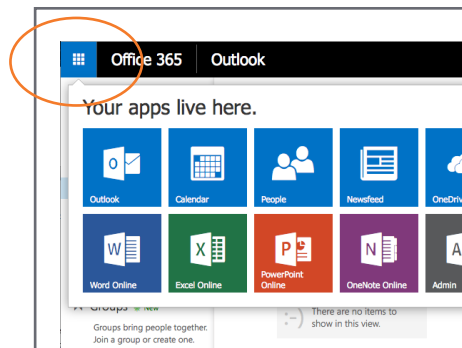 Office 365 Outlook
Your apps live here.
Outlook Calendar People Newsfeed
Word Online Excel Online PowerPoint Online OneNote Online Admin
Groups New
Groups bring people together.
Join a group or create one.
There are no items to
show in this view.